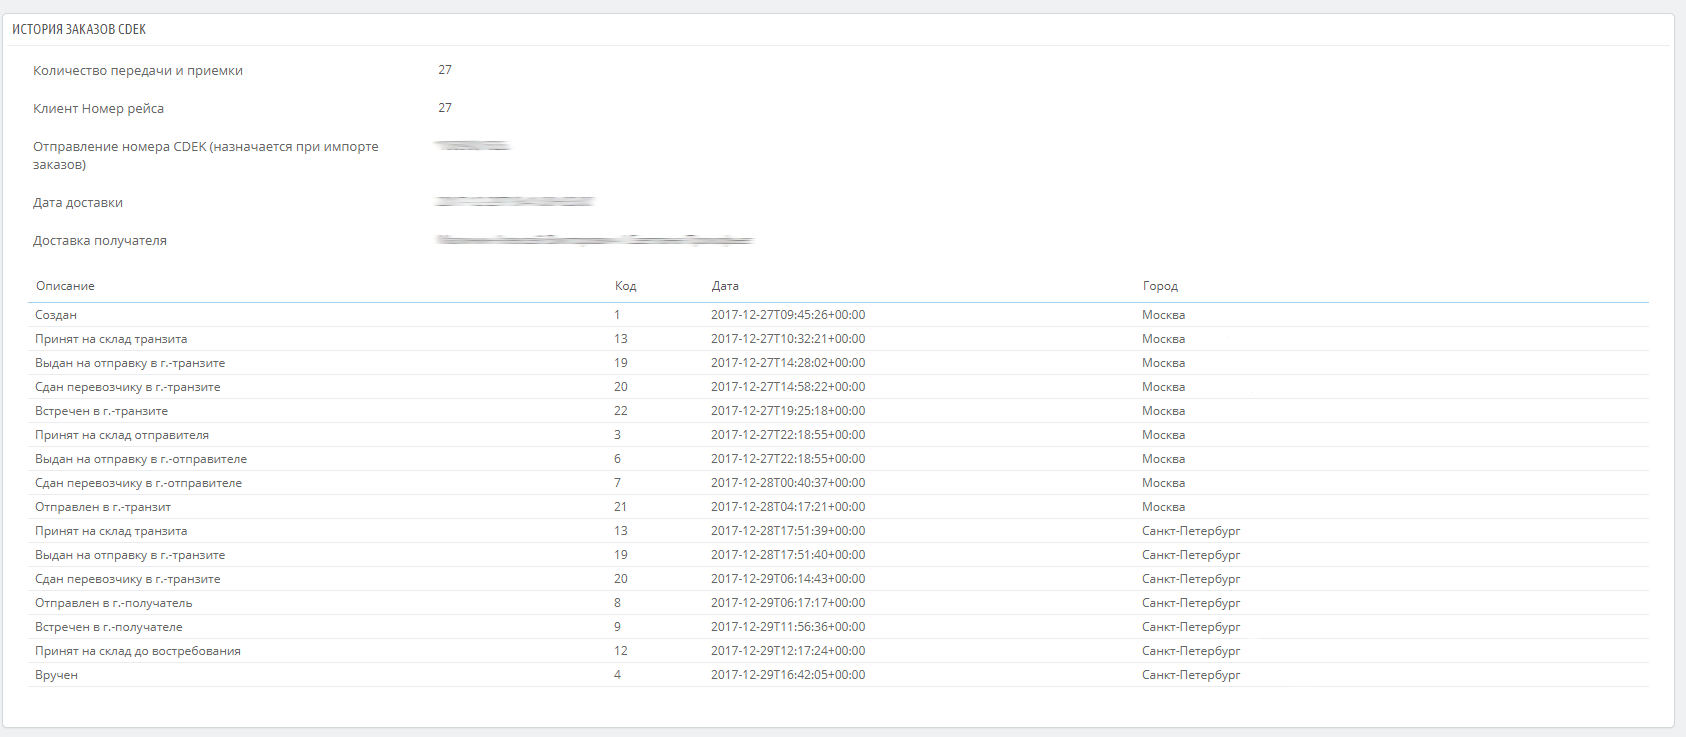 ИСТОРИЯ ЗАКАЗОВ CDEK
Количество передачи и приемки 27
Клиент Номер рейса 27
Отправление номера CDEK (назначается при импорте
заказов)
Дата доставки
Доставка получателя
Описание Код Дата Город
Создан 1 2017-12-27T09:45:26+00:00 Москва
Принят на склад транзита 13 2017-12-27T10:32:21+00:00 Москва
Выдан на отправку в г.-транзите 19 2017-12-27T14:28:02+00:00 Москва
Сдан перевозчику в г.-транзите 20 2017-12-27T14:58:22+00:00 Москва
Встречен в г.-транзите 22 2017-12-27T19:25:18+00:00 Москва
Принят на склад отправителя 3 2017-12-27T22:18:55+00:00 Москва
Выдан на отправку в г.-отправителе 6 2017-12-27T22:18:55+00:00 Москва
Сдан перевозчику в г.-отправителе 7 2017-12-28T00:40:37+00:00 Москва
Отправлен в г.-транзит 21 2017-12-28T04:17:21+00:00 Москва
Принят на склад транзита 13 2017-12-28T17:51:39+00:00 Санкт-Петербург
Выдан на отправку в г.-транзите 19 2017-12-28T17:51:40+00:00 Санкт-Петербург
Сдан перевозчику в г.-транзите 20 2017-12-29T06:14:43+00:00 Санкт-Петербург
Отправлен в г.-получатель 8 2017-12-29T06:17:17+00:00 Санкт-Петербург
Встречен в г.-получателе 9 2017-12-29T11:56:36+00:00 Санкт-Петербург
Принят на склад до востребования 12 2017-12-29T12:17:24+00:00 Санкт-Петербург
Вручен 4 2017-12-29T16:42:05+00:00 Санкт-Петербург